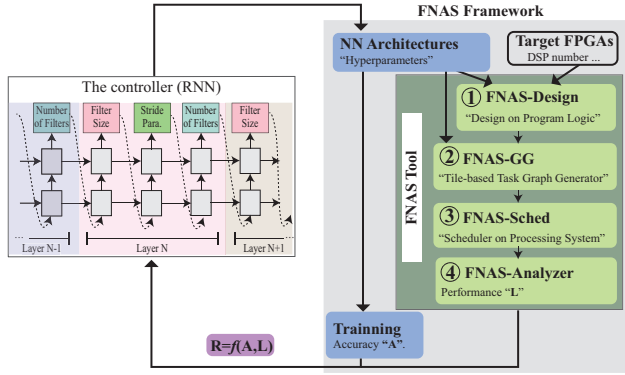 FNAS Framework
NN Architectures
“Hyperparameters”
Target FPGAs
DSP number ...
The controller (RNN)
Number
of Filters
Filter
Size
Stride
Para.
Number
of Filters
Filter
Size
...
...
Layer N-1
Layer N
Layer N+1
FNAS Tool
① FNAS-Design
“Design on Program Logic”
② FNAS-GG
“Tile-based Task Graph Generator”
③ FNAS-Sched
“Scheduler on Processing System”
④ FNAS-Analyzer
Performance “L”
Trainning
Accuracy “A”.
R=f(A,L)